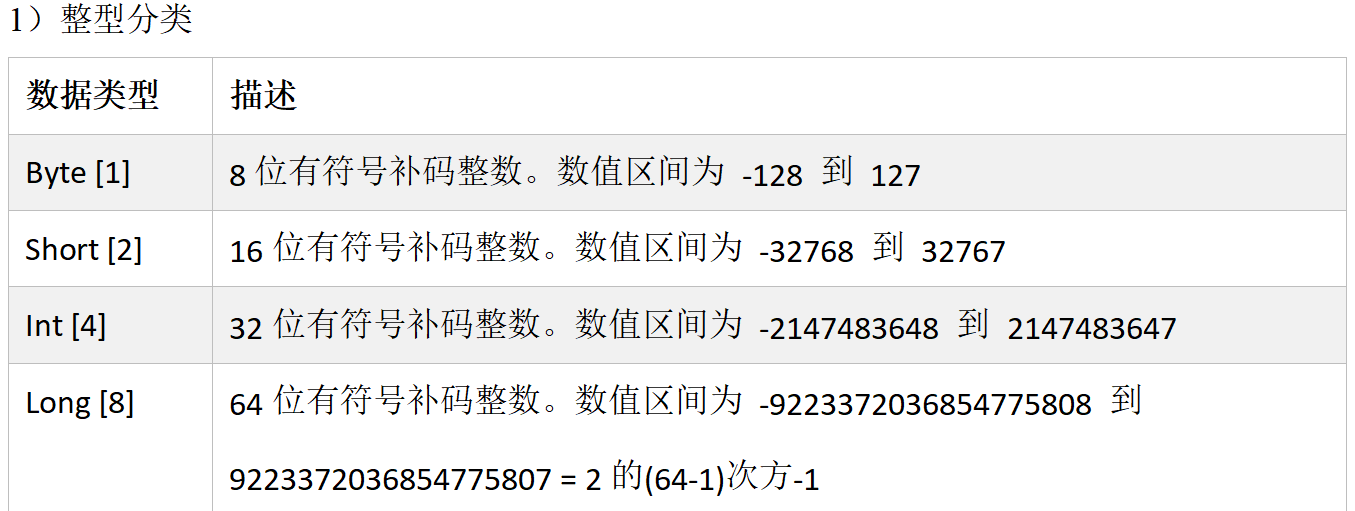 1）整型分类
数据类型 描述
Byte [1] 8 位有符号补码整数。数值区间为 -128 到 127
Short [2] 16 位有符号补码整数。数值区间为 -32768 到 32767
Int [4] 32 位有符号补码整数。数值区间为 -2147483648 到 2147483647
Long [8] 64 位有符号补码整数。数值区间为 -9223372036854775808 到
9223372036854775807 = 2 的(64-1)次方-1